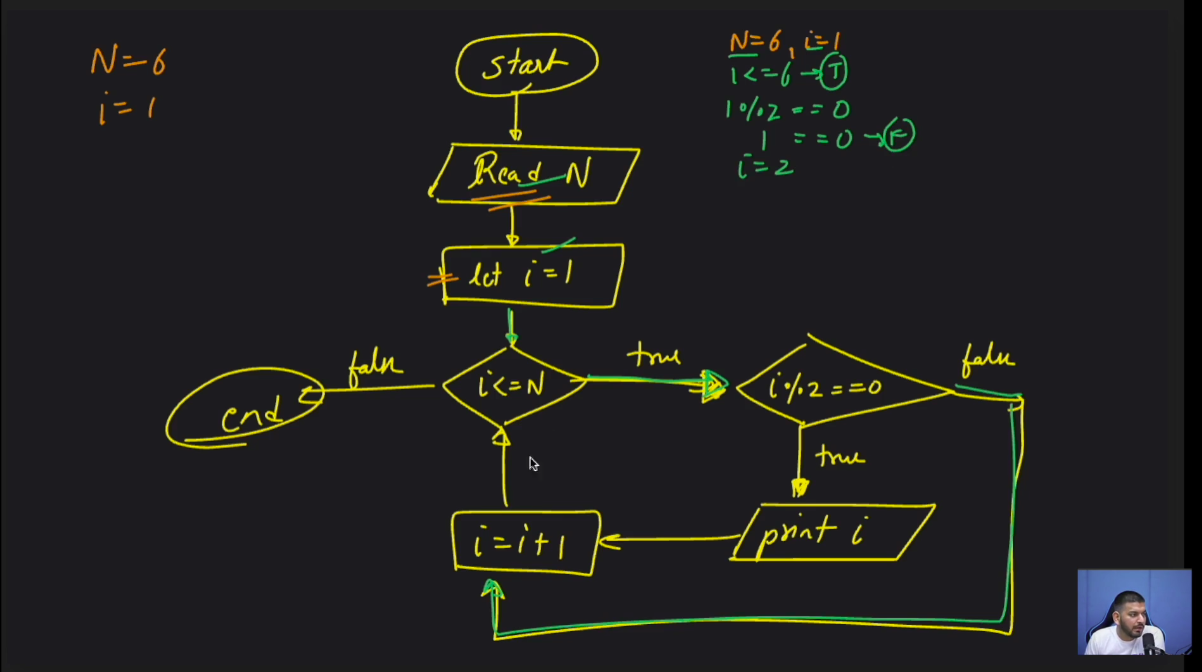 N=6
i=1
start
N=6, i=1
1<=6→T
1%2==0
1==0→F
i=2
Read N
let i=1
false
i<=N
true
i%2==0
false
end
true
i=i+1
print i